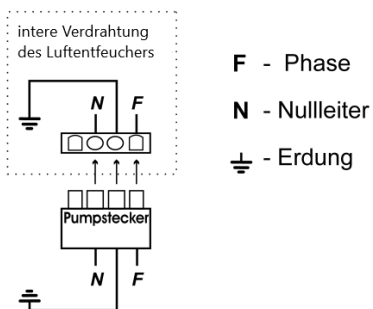 intere Verdrahtung
des Luftentfeuchers
N F
Pumpstecker
N F
F - Phase
N - Nullleiter
- Erdung